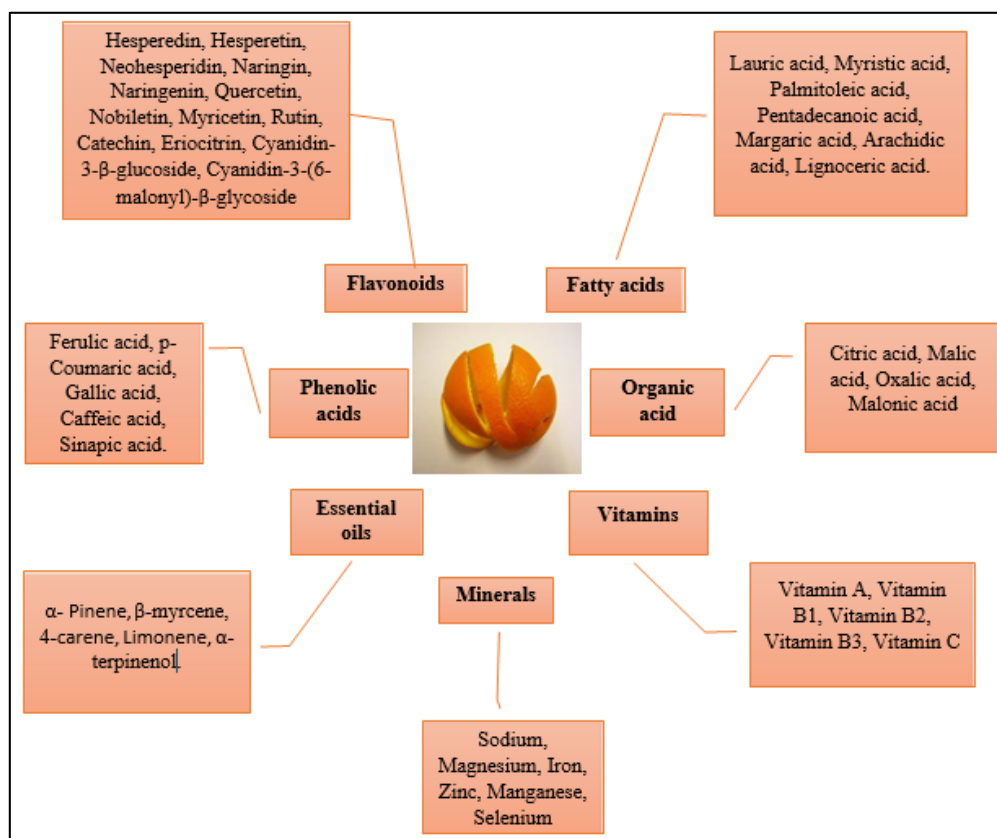 Hesperedin, Hesperetin,
Neohesperidin, Naringin,
Naringenin, Quercetin,
Nobiletin, Myricetin, Rutin,
Catechin, Eriocitrin, Cyanidin-
3-β-glucoside, Cyanidin-3-(6-
malonyl)-β-glycoside
Lauric acid, Myristic acid,
Palmitoleic acid,
Pentadecanoic acid,
Margaric acid, Arachidic
acid, Lignoceric acid.
Flavonoids
Fatty acids
Ferulic acid, p-
Coumaric acid,
Gallic acid,
Caffeic acid,
Sinapic acid.
Phenolic
acids
Organic
acid
Citric acid, Malic
acid, Oxalic acid,
Malonic acid
Essential
oils
Vitamins
Minerals
α- Pinene, β-myrcene,
4-carene, Limonene, α-
terpinenol.
Vitamin A, Vitamin
B1, Vitamin B2,
Vitamin B3, Vitamin C
Sodium,
Magnesium, Iron,
Zinc, Manganese,
Selenium